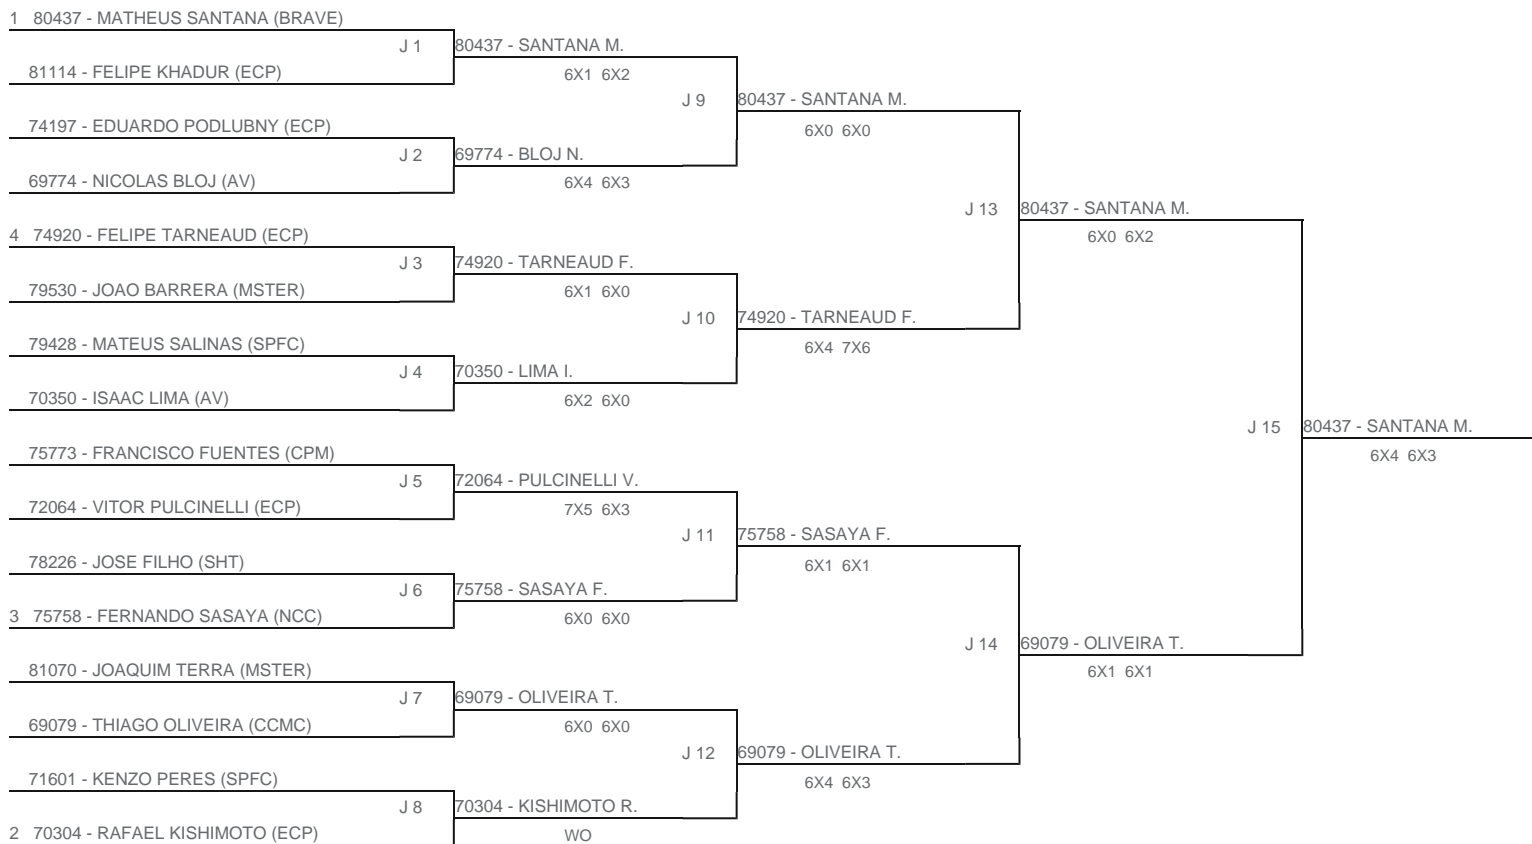 1 80437 - MATHEUS SANTANA (BRAVE)
J 1
80437 - SANTANA M.
81114 - FELIPE KHADUR (ECP)
6X1 6X2
J 9
80437 - SANTANA M.
74197 - EDUARDO PODLUBNY (ECP)
6X0 6X0
J 2
69774 - BLOJ N.
69774 - NICOLAS BLOJ (AV)
6X4 6X3
J 13
80437 - SANTANA M.
4 74920 - FELIPE TARNEAUD (ECP)
6X0 6X2
J 3
74920 - TARNEAUD F.
79530 - JOAO BARRERA (MSTER)
6X1 6X0
J 10
74920 - TARNEAUD F.
79428 - MATEUS SALINAS (SPFC)
6X4 7X6
J 4
70350 - LIMA I.
70350 - ISAAC LIMA (AV)
6X2 6X0
J 15
80437 - SANTANA M.
75773 - FRANCISCO FUENTES (CPM)
6X4 6X3
J 5
72064 - PULCINELLI V.
72064 - VITOR PULCINELLI (ECP)
7X5 6X3
J 11
75758 - SASAYA F.
78226 - JOSE FILHO (SHT)
6X1 6X1
J 6
75758 - SASAYA F.
3 75758 - FERNANDO SASAYA (NCC)
6X0 6X0
J 14
69079 - OLIVEIRA T.
81070 - JOAQUIM TERRA (MSTER)
6X1 6X1
J 7
69079 - OLIVEIRA T.
69079 - THIAGO OLIVEIRA (CCMC)
6X0 6X0
J 12
69079 - OLIVEIRA T.
71601 - KENZO PERES (SPFC)
6X4 6X3
J 8
70304 - KISHIMOTO R.
2 70304 - RAFAEL KISHIMOTO (ECP)
WO